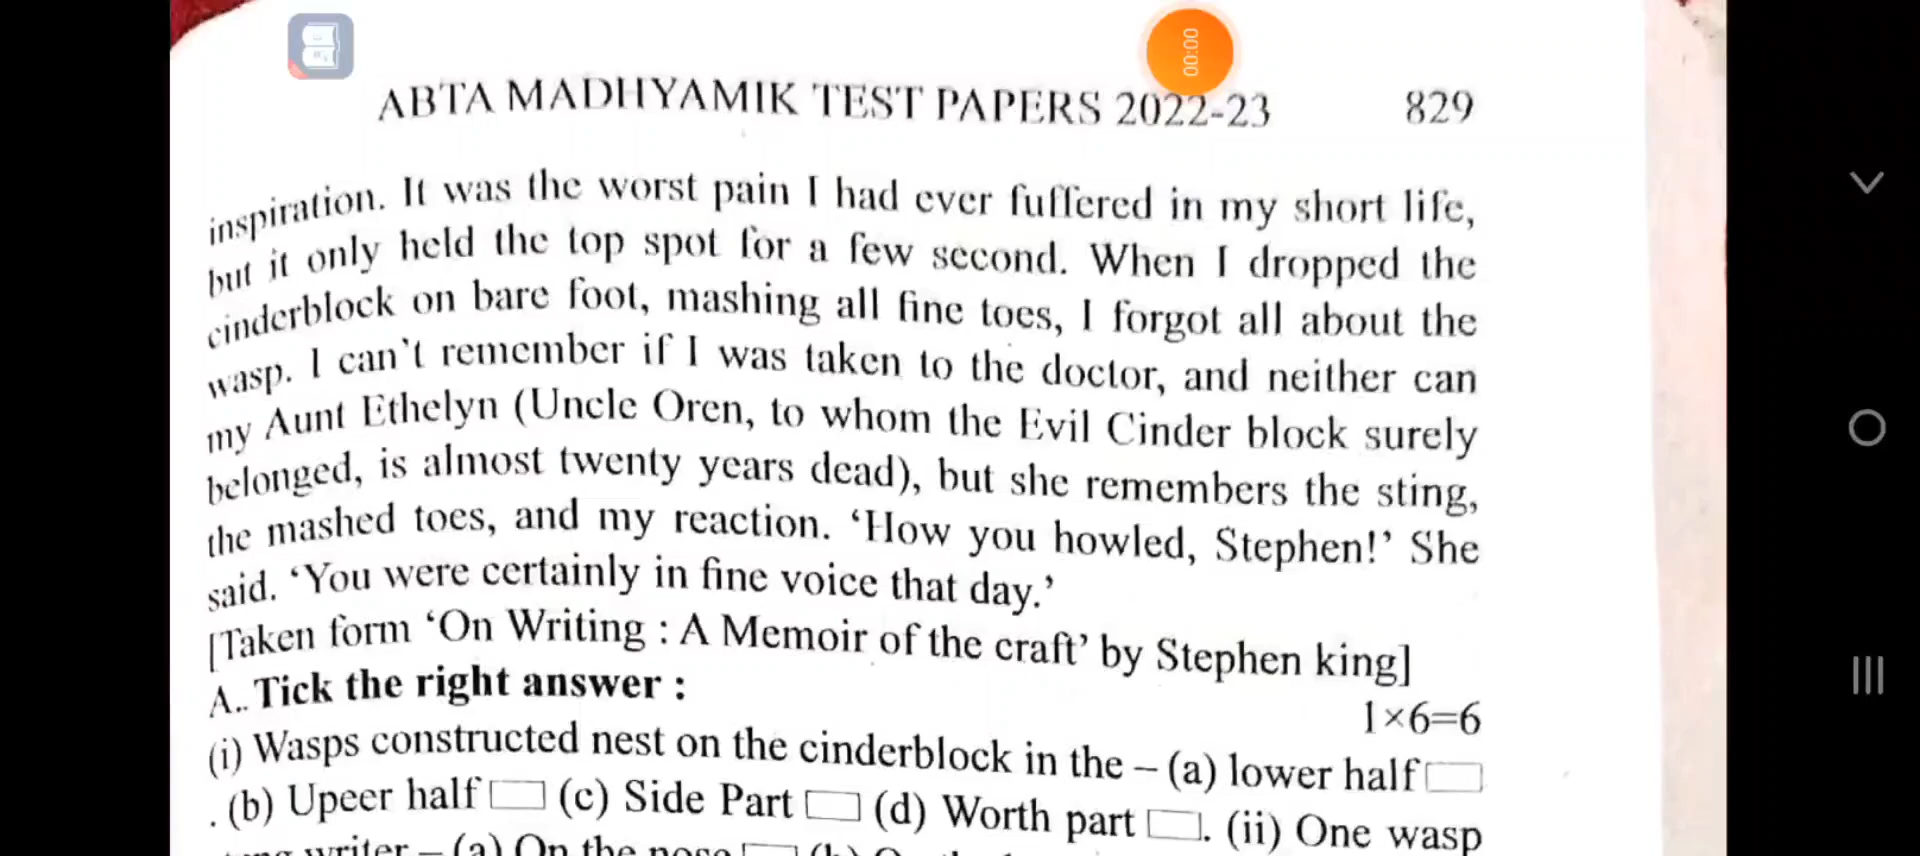 00:00
ABTA MADHYAMIK TEST PAPERS 2022-23 829
inspiration. It was the worst pain I had ever fuffered in my short life,
but it only held the top spot for a few second. When I dropped the
cinderblock on bare foot, mashing all fine toes, I forgot all about the
wasp. I can't remember if I was taken to the doctor, and neither can
my Aunt Ethelyn (Uncle Oren, to whom the Evil Cinder block surely
belonged, is almost twenty years dead), but she remembers the sting,
the mashed toes, and my reaction. ‘How you howled, Stephen!’ She
said. ‘You were certainly in fine voice that day.’
[Taken form ‘On Writing : A Memoir of the craft’ by Stephen king]
A.. Tick the right answer :
1×6=6
(i) Wasps constructed nest on the cinderblock in the – (a) lower half
. (b) Upeer half (c) Side Part (d) Worth part . (ii) One wasp
writer – (a) On the nose